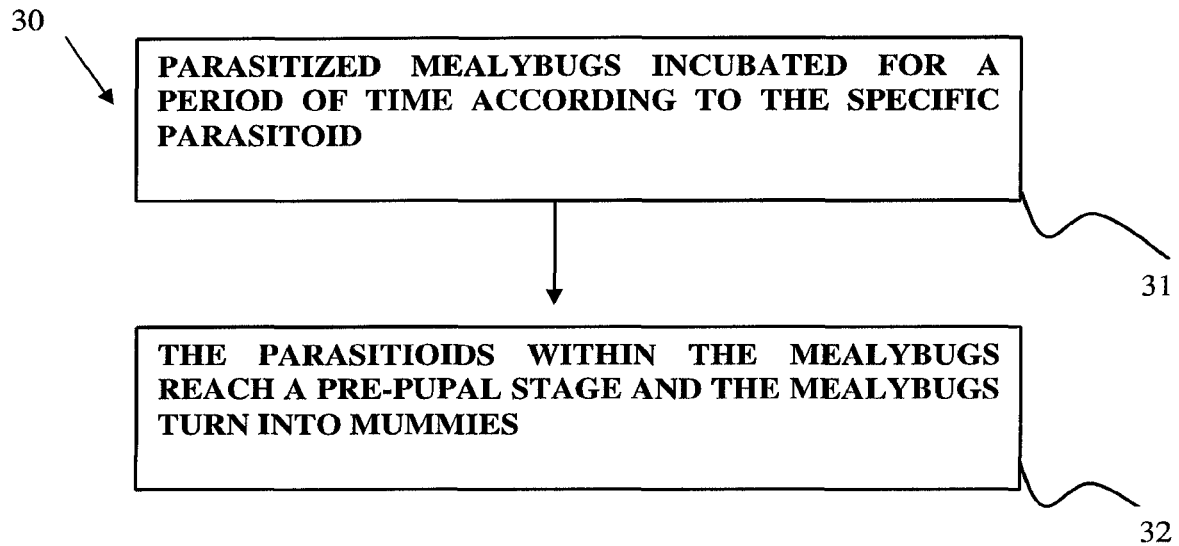 30
PARASITIZED MEALYBUGS INCUBATED FOR A
PERIOD OF TIME ACCORDING TO THE SPECIFIC
PARASITOID
31
THE PARASITIOIDS WITHIN THE MEALYBUGS
REACH A PRE-PUPAL STAGE AND THE MEALYBUGS
TURN INTO MUMMIES
32